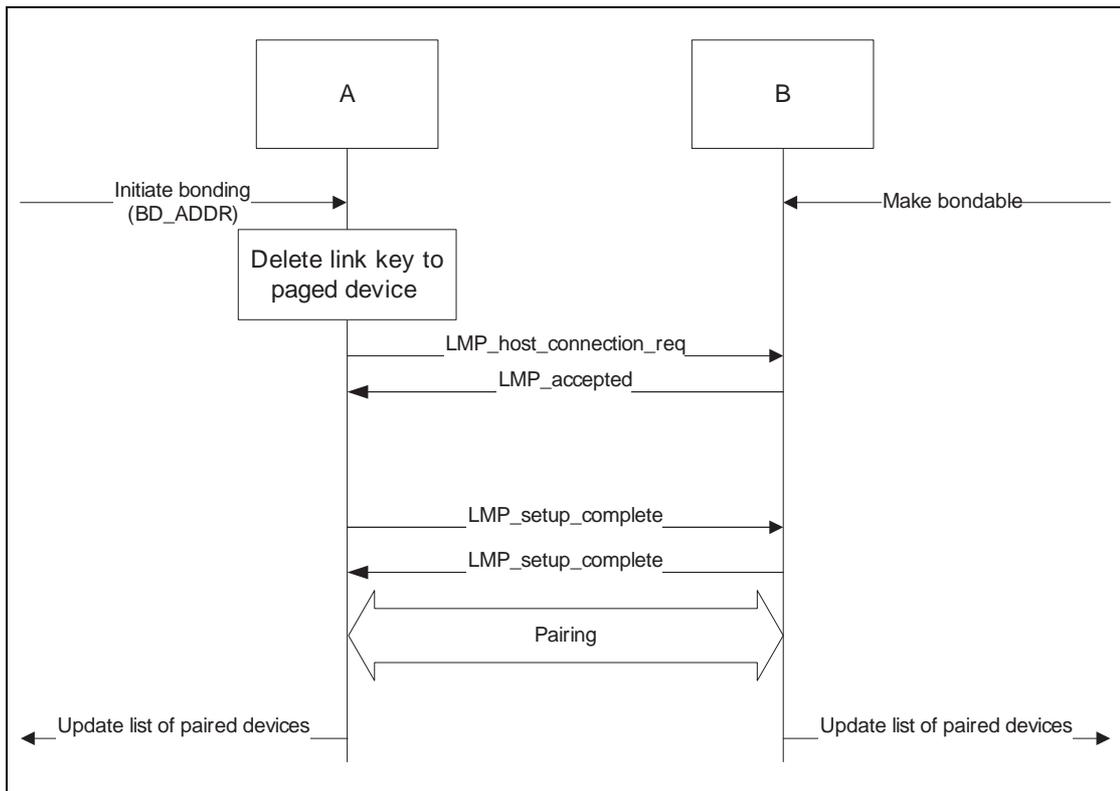 A
B
Initiate bonding
(BD_ADDR)
Make bondable
Delete link key to
paged device
LMP_host_connection_req
LMP_accepted
LMP_setup_complete
LMP_setup_complete
Pairing
Update list of paired devices
Update list of paired devices